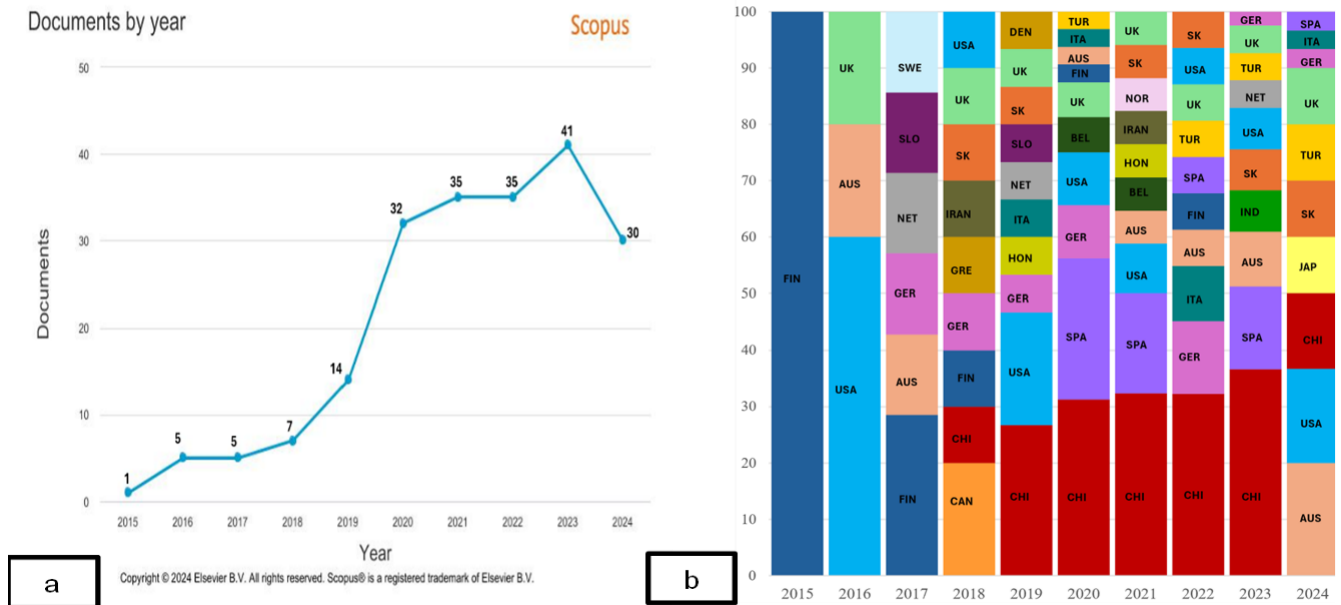 Documents by year
Scopus
50
40
30
20
10
0
Documents
1
5
5
7
14
32
35
35
41
30
2015 2016 2017 2018 2019 2020 2021 2022 2023 2024
Year
Copyright © 2024 Elsevier B.V. All rights reserved. Scopus® is a registered trademark of Elsevier B.V.
a
100
90
80
70
60
50
40
30
20
10
0
FIN
UK
AUS
USA
SWE
SLO
NET
GER
AUS
FIN
USA
UK
SK
IRAN
GRE
GER
FIN
CHI
CAN
DEN
UK
SK
SLO
NET
ITA
HON
GER
USA
CHI
TUR
ITA
AUS
FIN
UK
BEL
USA
GER
SPA
CHI
UK
SK
NOR
IRAN
HON
BEL
AUS
USA
SPA
CHI
SK
USA
UK
TUR
SPA
FIN
AUS
ITA
GER
CHI
GER
UK
TUR
NET
USA
SK
IND
AUS
SPA
CHI
SPA
ITA
GER
UK
TUR
SK
JAP
CHI
USA
AUS
2015 2016 2017 2018 2019 2020 2021 2022 2023 2024
b